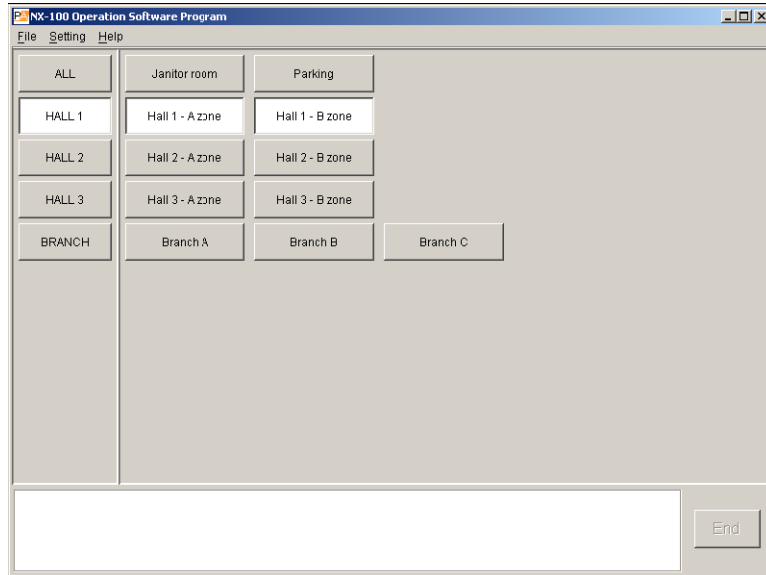 NX-100 Operation Software Program
File Setting Help
ALL Janitor room Parking
HALL 1 Hall 1 - A zone Hall 1 - B zone
HALL 2 Hall 2 - A zone Hall 2 - B zone
HALL 3 Hall 3 - A zone Hall 3 - B zone
BRANCH Branch A Branch B Branch C
End